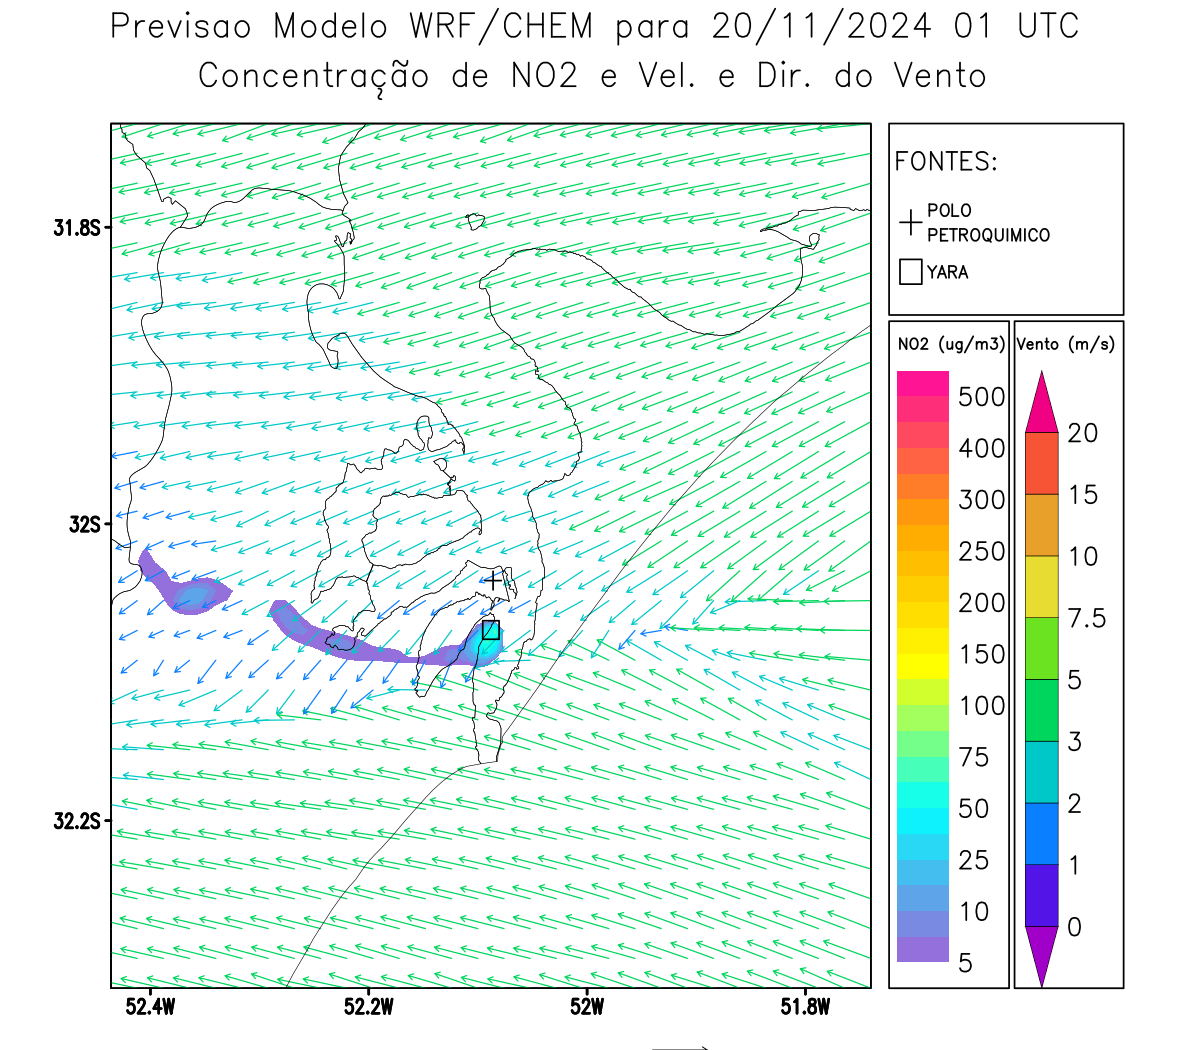 Previsao Modelo WRF/CHEM para 20/11/2024 01 UTC
Concentração de NO2 e Vel. e Dir. do Vento
FONTES:
POLO
PETROQUIMICO
YARA
NO2 (ug/m3)
500
400
300
250
200
150
100
75
50
25
10
5
Vento (m/s)
20
15
10
7.5
5
3
2
1
0
31.8S
32S
32.2S
52.4W
52.2W
52W
51.8W